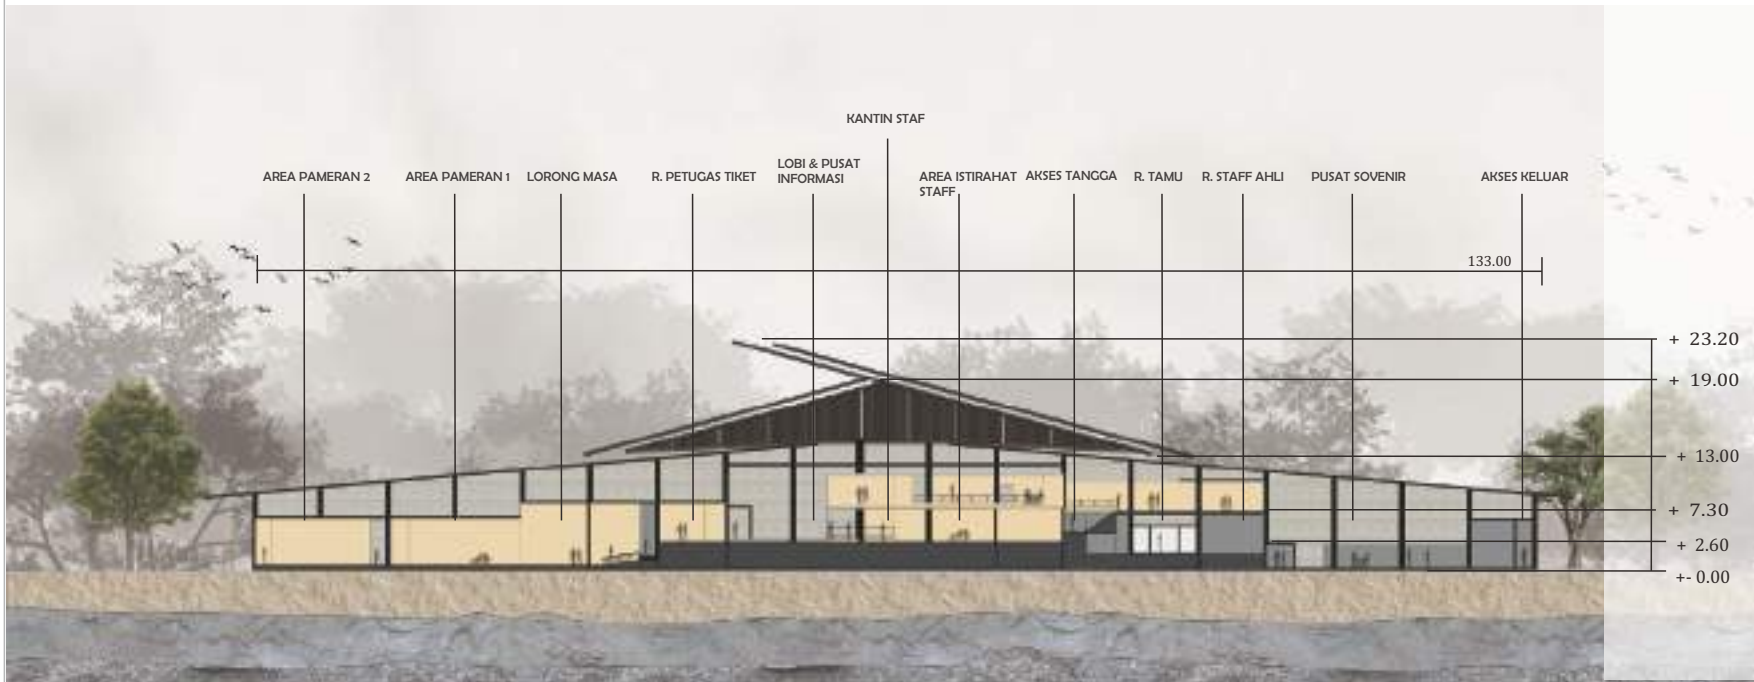 KANTIN STAF
AREA PAMERAN 2
AREA PAMERAN 1
LORONG MASA
R. PETUGAS TIKET
LOBI & PUSAT
INFORMASI
AREA ISTIRAHAT
STAFF
AKSES TANGGA
R. TAMU
R. STAFF AHLI
PUSAT SOVENIR
AKSES KELUAR
133.00
+ 23.20
+ 19.00
+ 13.00
+ 7.30
+ 2.60
+- 0.00